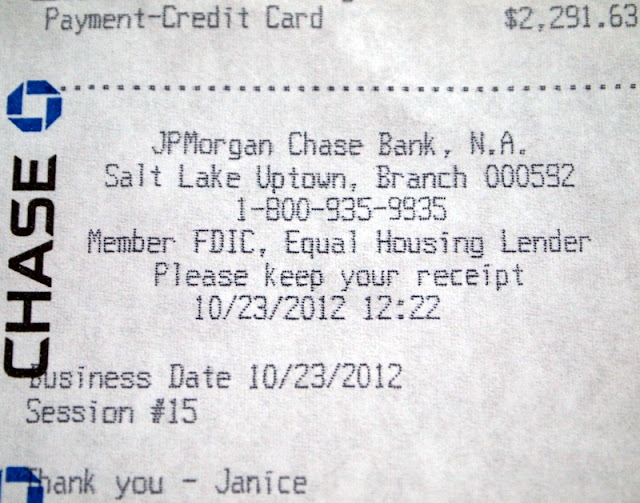 Payment-Credit Card $2,291.63
JPMorgan Chase Bank, N.A.
Salt Lake Uptown, Branch 000592
1-800-935-9935
Member FDIC, Equal Housing Lender
Please keep your receipt
10/23/2012 12:22
CHASE
Business Date 10/23/2012
Session #15
Thank you - Janice